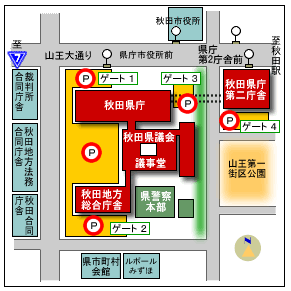 秋田市役所
至
7
山王大通り
県庁市役所前
県庁
第2庁舎前
至秋田駅
P
ゲート 1
ゲート 3
P
裁判所
合同庁舎
秋田県庁
秋田県
第二庁舎
P
ゲート 4
秋田地方法務
合同庁舎
P
秋田県議会
議事堂
山王第一
街区公園
秋田合同
庁舎
秋田地方
総合庁舎
県警察
本部
P
ゲート 2
N
県市町村
会館
ルポール
みずほ